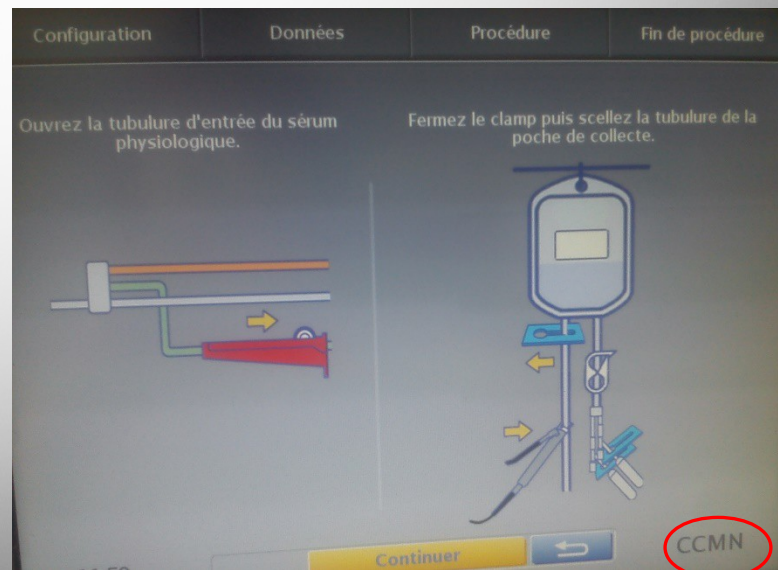 Configuration
Données
Procédure
Fin de procédure
Ouvrez la tubulure d'entrée du sérum
physiologique.
Fermez le clamp puis scellez la tubulure de la
poche de collecte.
Continuer
CCMN